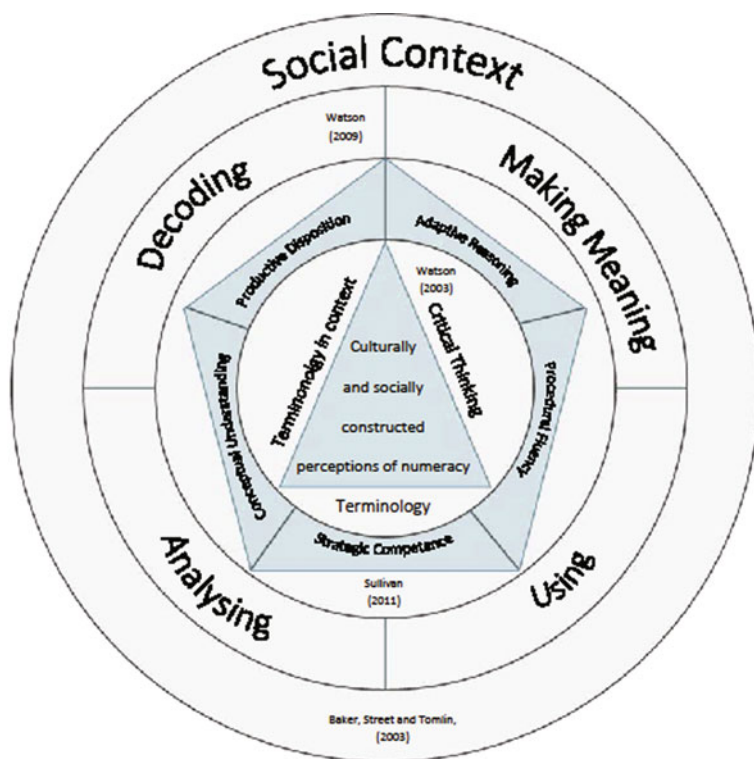 Social Context
Watson
(2009)
Decoding
Making Meaning
Productive Disposition
Adaptive Reasoning
Watson
(2003)
Terminonolgy in context
Critical Thinking
Culturally
and socially
constructed
perceptions of numeracy
Conceptual Understanding
Procedural Fluency
Terminology
Strategic Competence
Analysing
Using
Sullivan
(2011)
Baker, Street and Tomlin,
(2003)